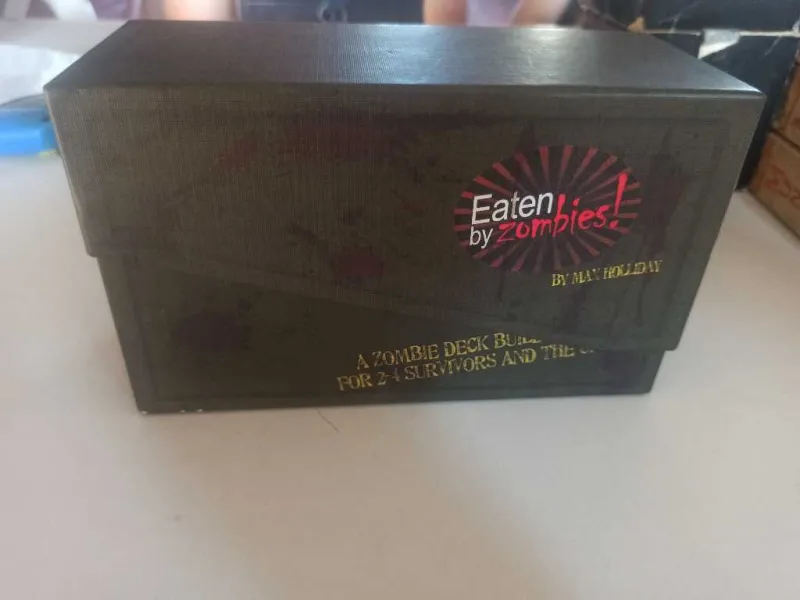 Eaten
by zombies!
BY MAX HOLLIDAY
A ZOMBIE DECK
FOR 2-4 SURVIVORS AND THE